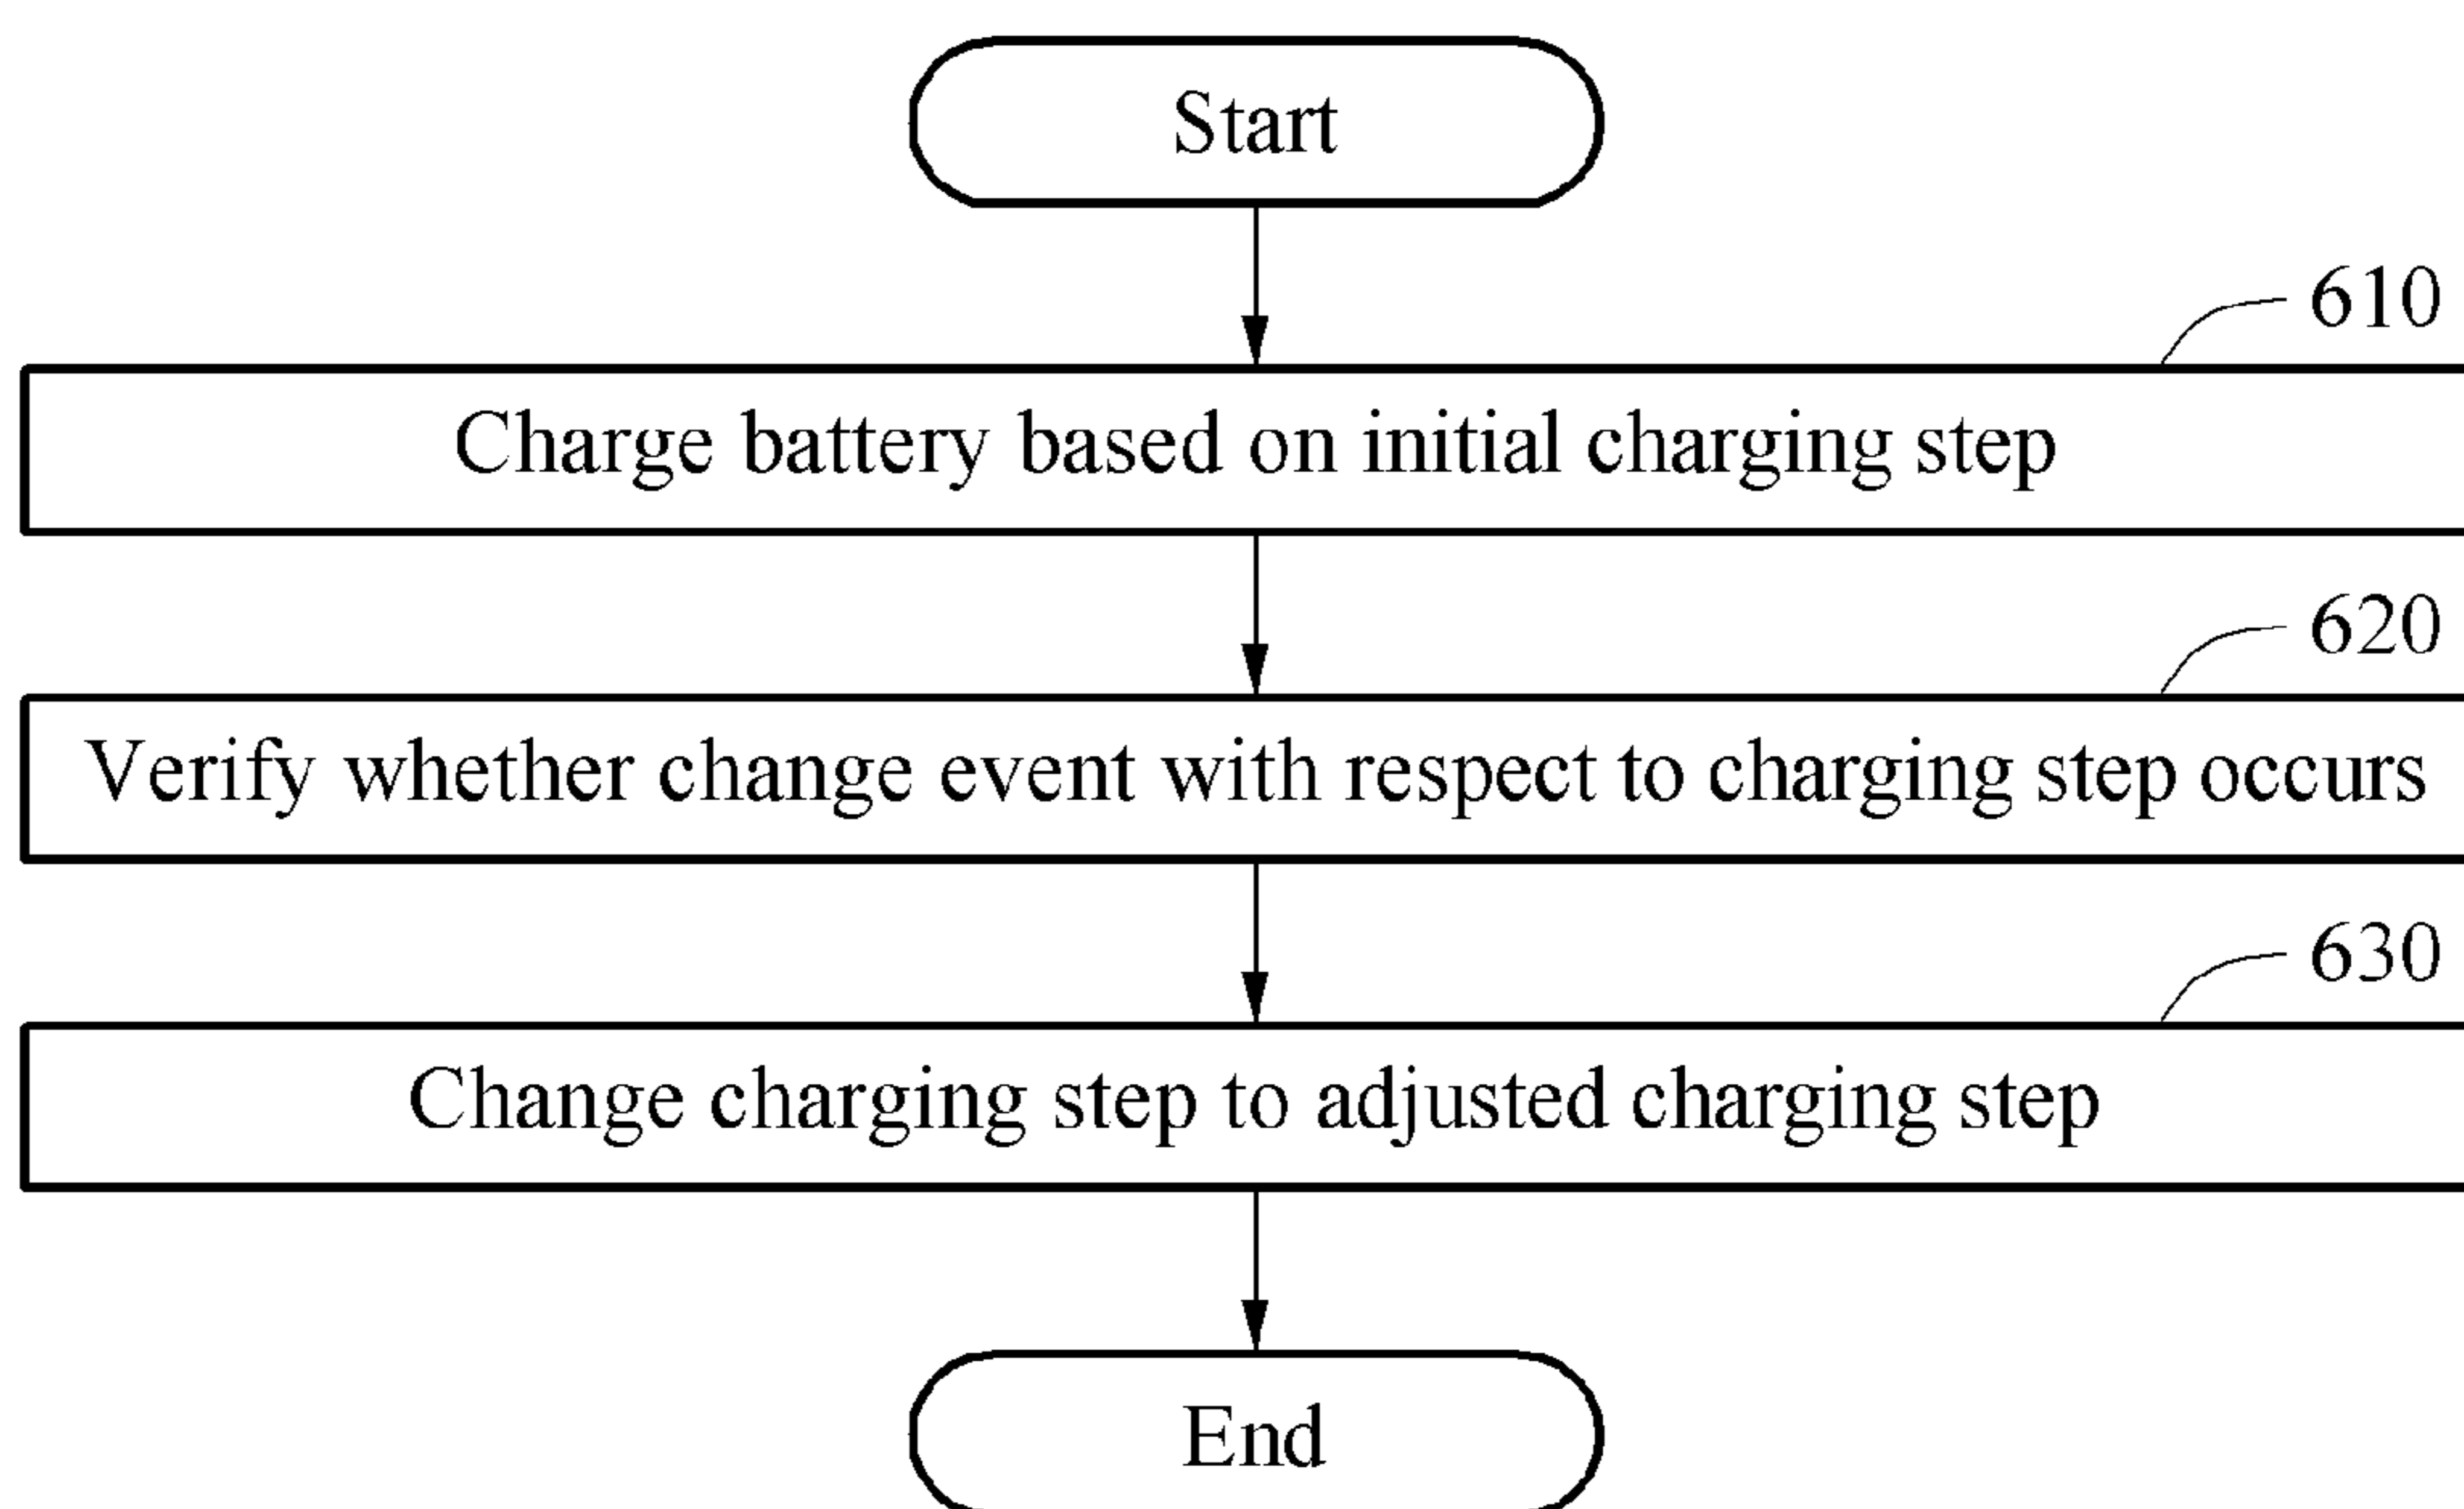 Start
610
Charge battery based on initial charging step
620
Verify whether change event with respect to charging step occurs
630
Change charging step to adjusted charging step
End